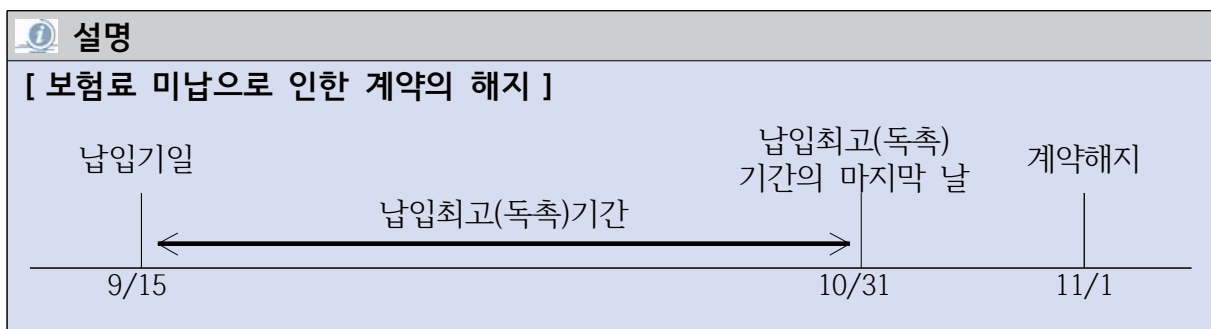 설명
[ 보험료 미납으로 인한 계약의 해지 ]
납입기일
납입최고(독촉)
기간의 마지막 날
계약해지
납입최고(독촉)기간
9/15
10/31
11/1